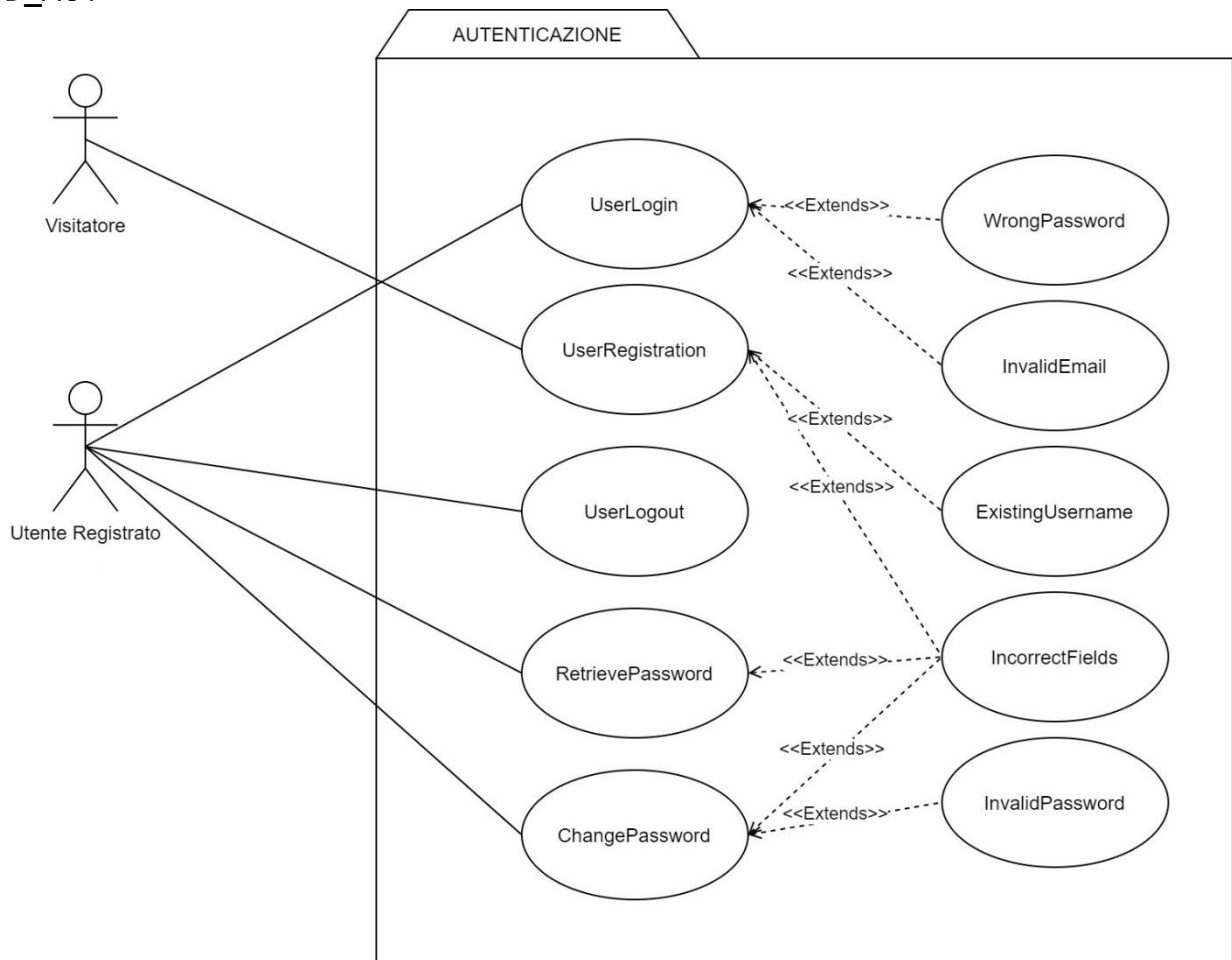 AUTENTICAZIONE
Visitatore
Utente Registrato
UserLogin
<<Extends>>
WrongPassword
<<Extends>>
UserRegistration
InvalidEmail
<<Extends>>
<<Extends>>
UserLogout
ExistingUsername
RetrievePassword
<<Extends>>
IncorrectFields
<<Extends>>
ChangePassword
<<Extends>>
InvalidPassword